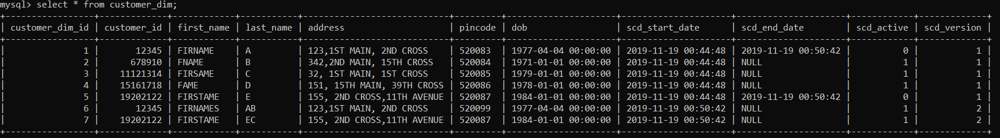 mysql> select * from customer_dim;
+-----------------+-------------+------------+-----------+----------------------------+---------+---------------------+---------------------+---------------------+------------+-------------+
| customer_dim_id | customer_id | first_name | last_name | address                    | pincode | dob                 | scd_start_date      | scd_end_date        | scd_active | scd_version |
+-----------------+-------------+------------+-----------+----------------------------+---------+---------------------+---------------------+---------------------+------------+-------------+
|               1 |       12345 | FIRNAME    | A         | 123,1ST MAIN, 2ND CROSS    | 520083  | 1977-04-04 00:00:00 | 2019-11-19 00:44:48 | 2019-11-19 00:50:42 |          0 |           1 |
|               2 |      678910 | FNAME      | B         | 342,2ND MAIN, 15TH CROSS   | 520084  | 1971-01-01 00:00:00 | 2019-11-19 00:44:48 | NULL                |          1 |           1 |
|               3 |    11121314 | FIRSAME    | C         | 32, 1ST MAIN, 1ST CROSS    | 520085  | 1979-01-01 00:00:00 | 2019-11-19 00:44:48 | NULL                |          1 |           1 |
|               4 |    15161718 | FAME       | D         | 151, 15TH MAIN, 39TH CROSS | 520086  | 1978-01-01 00:00:00 | 2019-11-19 00:44:48 | NULL                |          1 |           1 |
|               5 |    19202122 | FIRSTAME   | E         | 155, 2ND CROSS,11TH AVENUE | 520087  | 1984-01-01 00:00:00 | 2019-11-19 00:44:48 | 2019-11-19 00:50:42 |          0 |           1 |
|               6 |       12345 | FIRNAMES   | AB        | 123,1ST MAIN, 2ND CROSS    | 520099  | 1977-04-04 00:00:00 | 2019-11-19 00:50:42 | NULL                |          1 |           2 |
|               7 |    19202122 | FIRSTAME   | EC        | 155, 2ND CROSS,11TH AVENUE | 520087  | 1984-01-01 00:00:00 | 2019-11-19 00:50:42 | NULL                |          1 |           2 |
+-----------------+-------------+------------+-----------+----------------------------+---------+---------------------+---------------------+---------------------+------------+-------------+